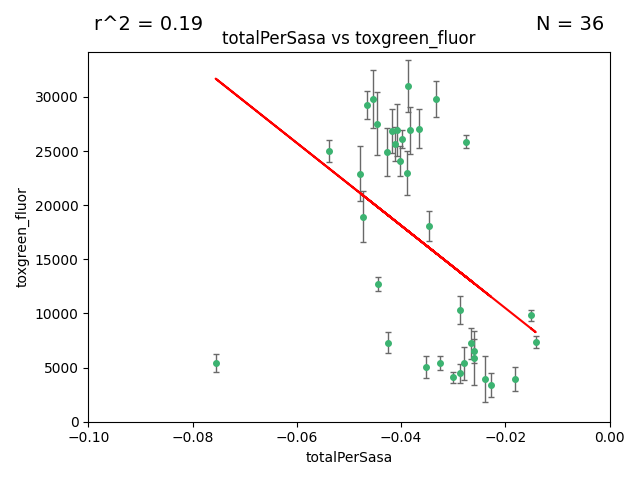 r^2 = 0.19
N = 36
totalPerSasa vs toxgreen_fluor
toxgreen_fluor
30000
25000
20000
15000
10000
5000
0
−0.10
−0.08
−0.06
−0.04
−0.02
0.00
totalPerSasa